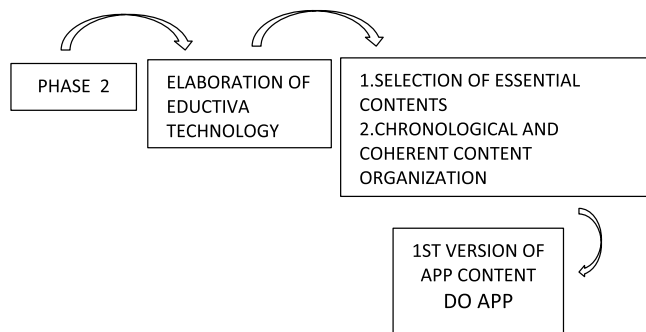 PHASE 2
ELABORATION OF
EDUCTIVA
TECHNOLOGY
1.SELECTION OF ESSENTIAL
CONTENTS
2.CHRONOLOGICAL AND
COHERENT CONTENT
ORGANIZATION
1ST VERSION OF
APP CONTENT
DO APP